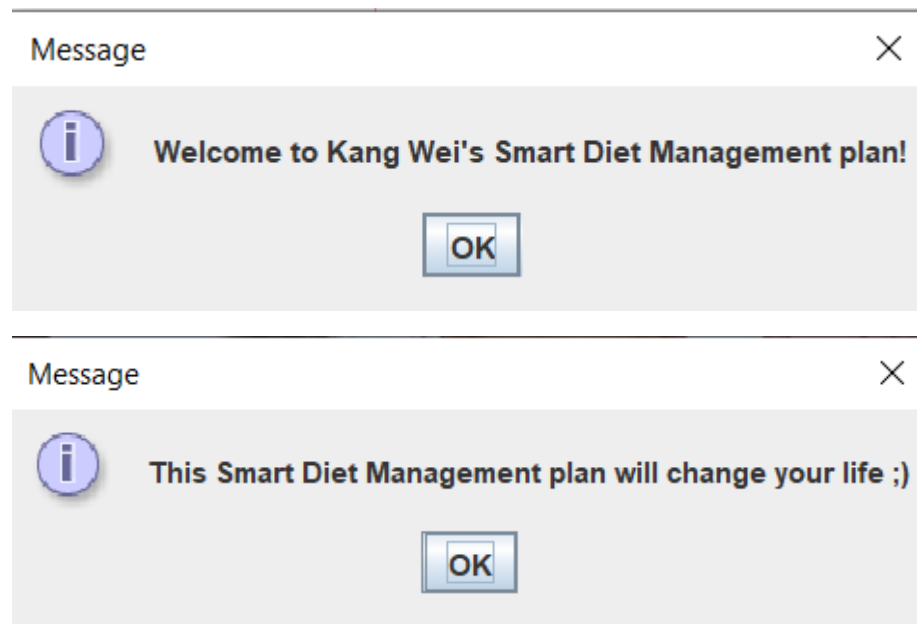 Message
Welcome to Kang Wei's Smart Diet Management plan!
OK
Message
This Smart Diet Management plan will change your life ;)
OK